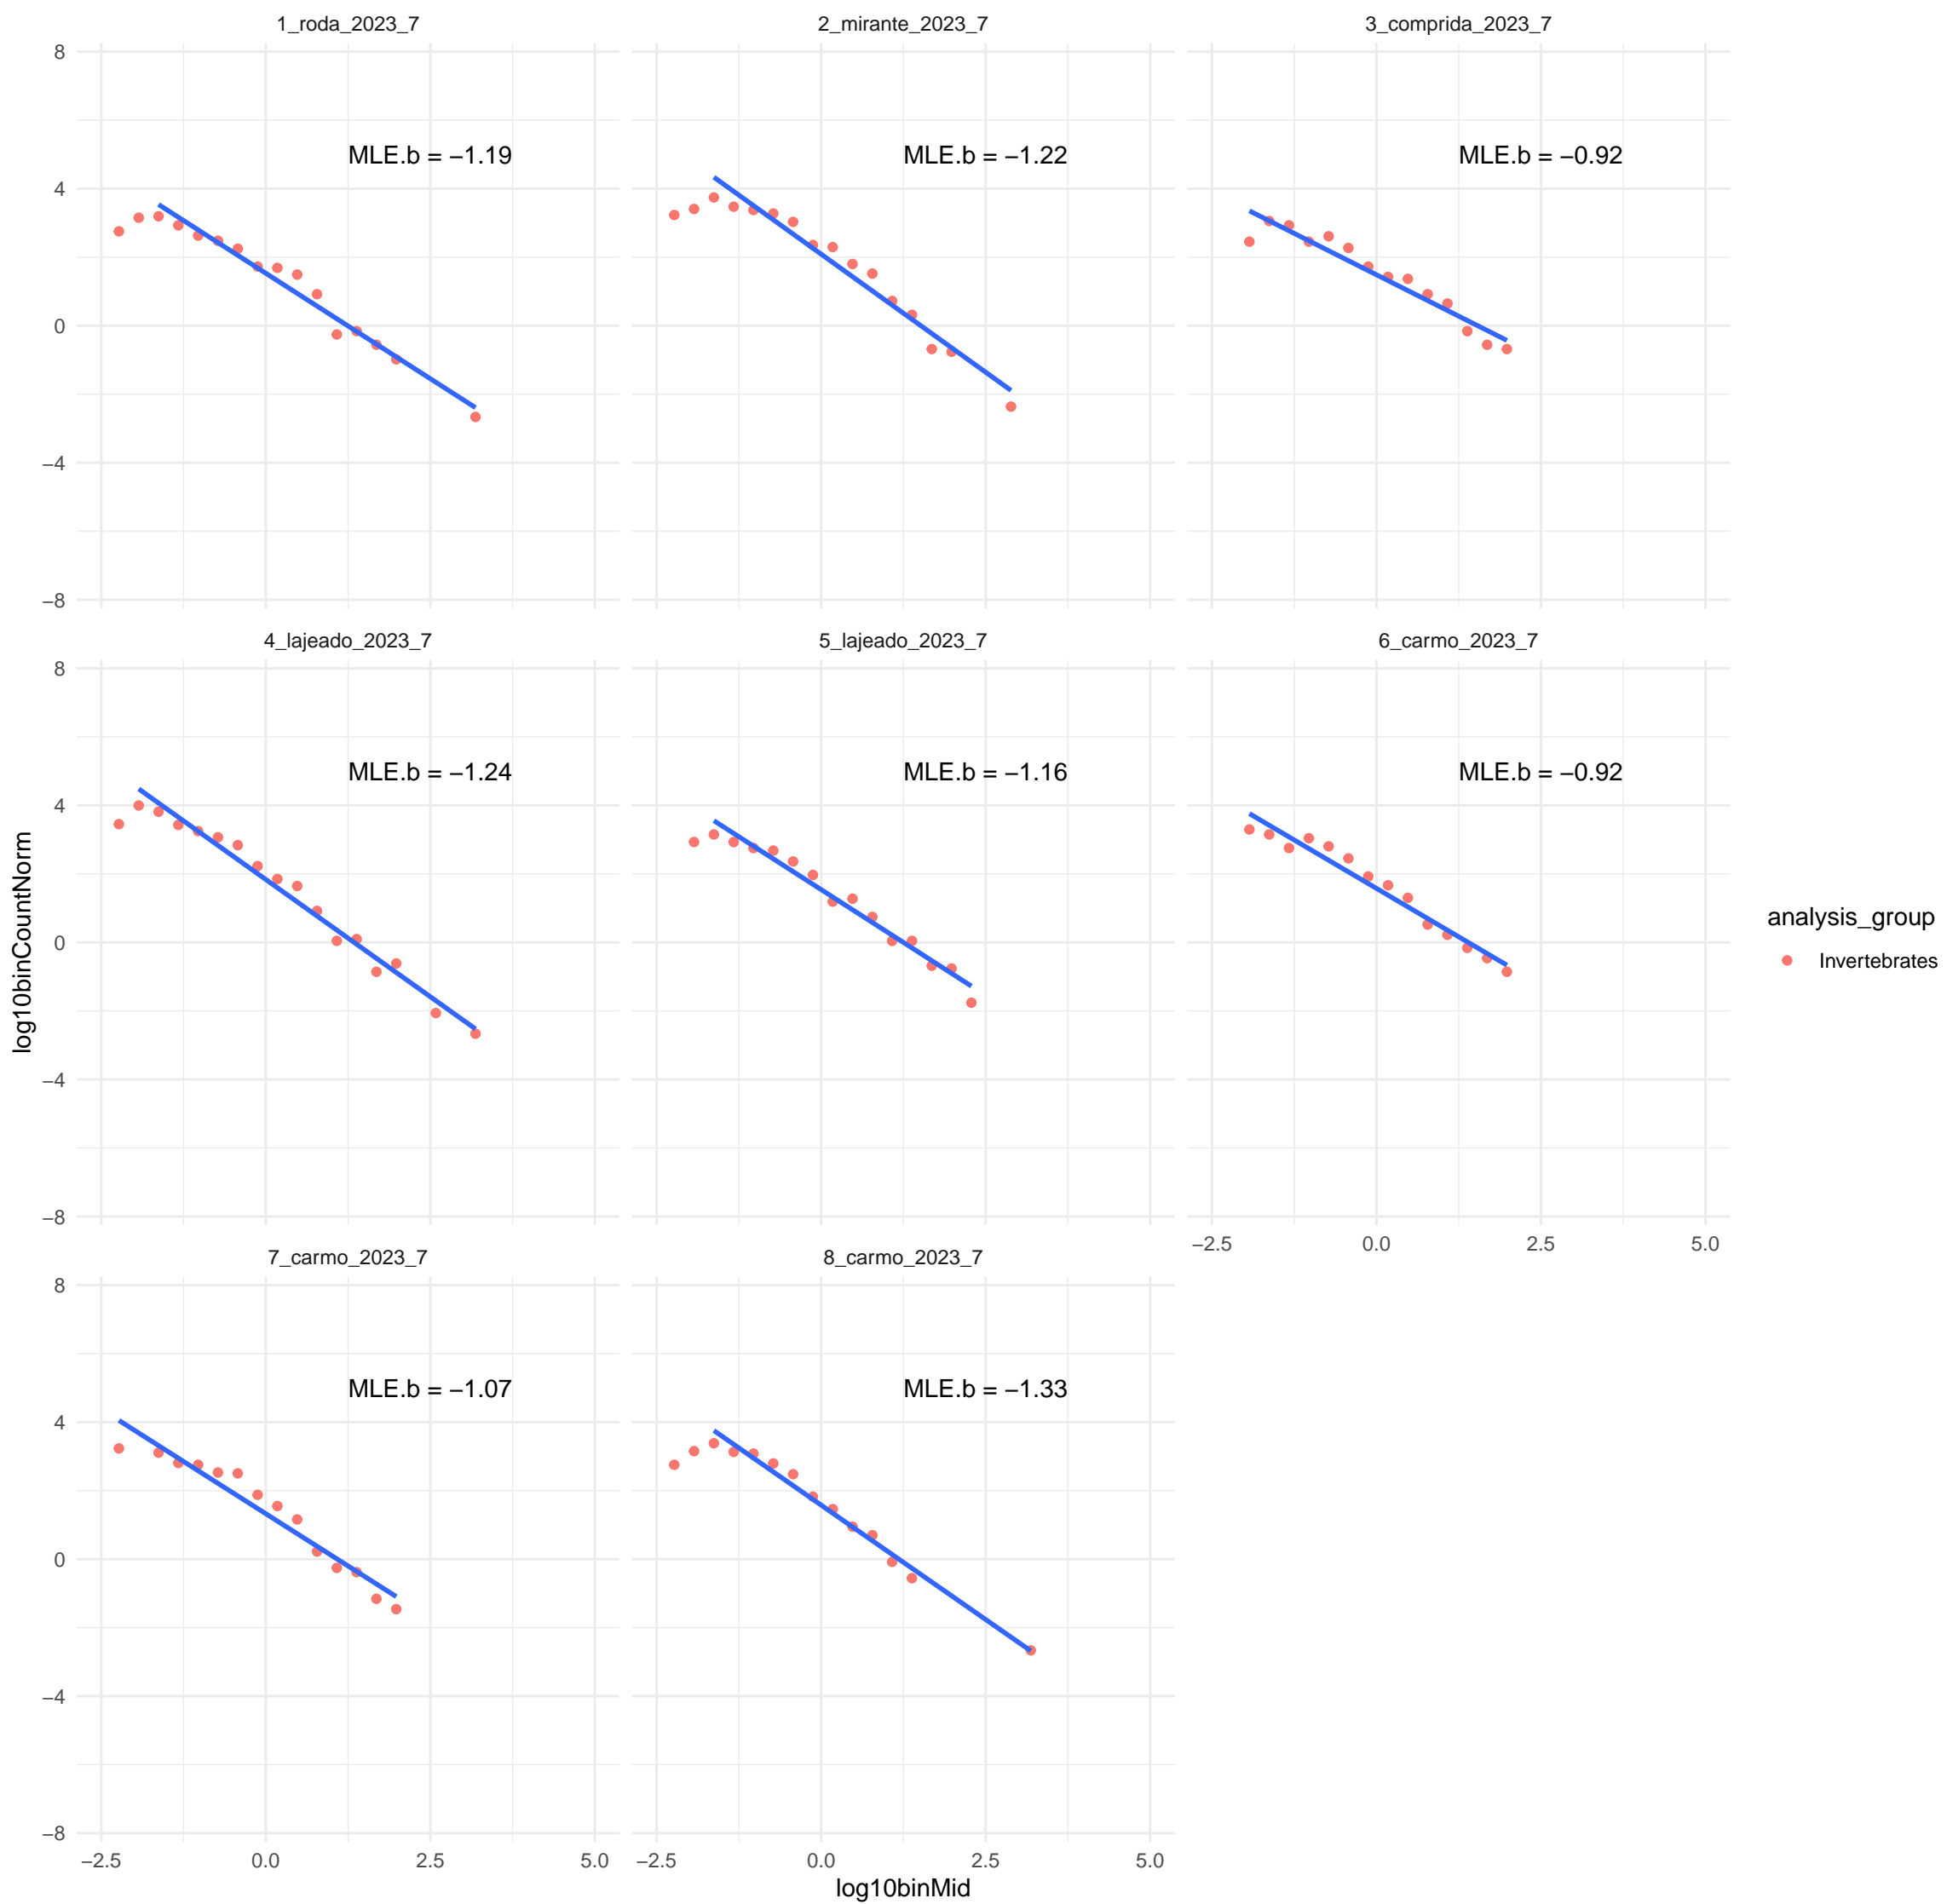 1_roda_2023_7
2_mirante_2023_7
3_comprida_2023_7
8
4
0
−4
−8
MLE.b = −1.19
MLE.b = −1.22
MLE.b = −0.92
4_lajeado_2023_7
5_lajeado_2023_7
6_carmo_2023_7
8
4
0
−4
−8
MLE.b = −1.24
MLE.b = −1.16
MLE.b = −0.92
−2.5
0.0
2.5
5.0
7_carmo_2023_7
8_carmo_2023_7
8
4
0
−4
−8
MLE.b = −1.07
MLE.b = −1.33
−2.5
0.0
2.5
5.0
−2.5
0.0
2.5
5.0
log10binMid
log10binCountNorm
analysis_group
Invertebrates